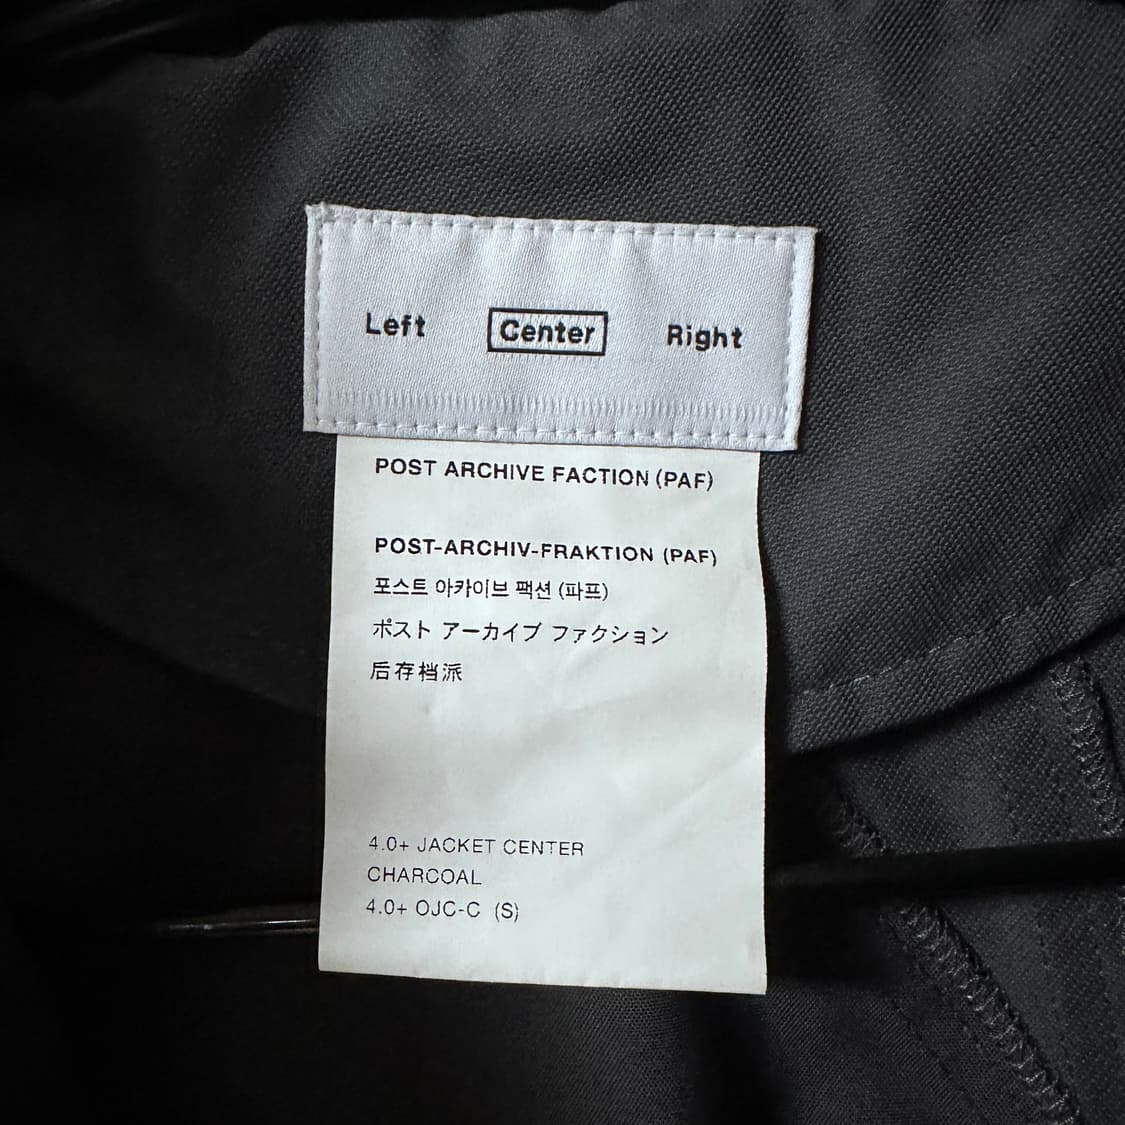 Left Center Right
POST ARCHIVE FACTION (PAF)
POST-ARCHIV-FRAKTION (PAF)
포스트 아카이브 팩션 (파프)
ポスト アーカイブ ファクション
后存档派
4.0+ JACKET CENTER
CHARCOAL
4.0+ OJC-C (S)